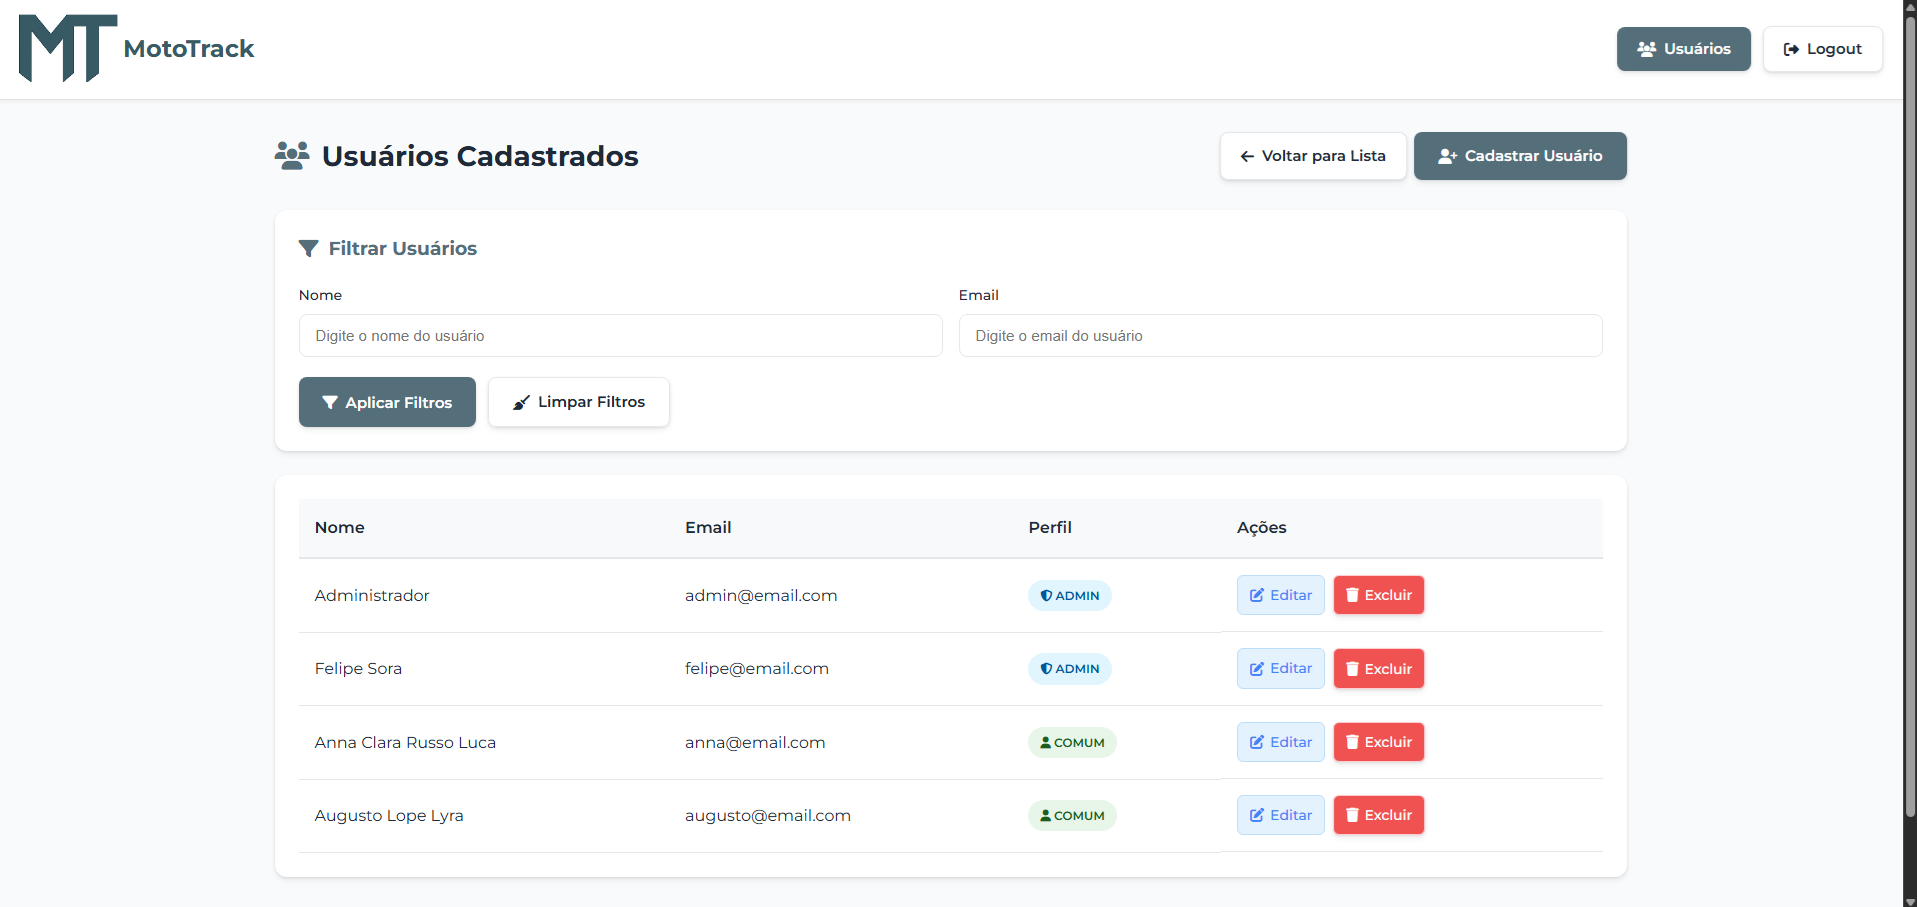 MT MotoTrack
Usuários
Logout
Usuários Cadastrados
Voltar para Lista
Cadastrar Usuário
Filtrar Usuários
Nome Email
Digite o nome do usuário Digite o email do usuário
Aplicar Filtros Limpar Filtros
Nome Email Perfil Ações
Administrador admin@email.com ADMIN Editar Excluir
Felipe Sora felipe@email.com ADMIN Editar Excluir
Anna Clara Russo Luca anna@email.com COMUM Editar Excluir
Augusto Lope Lyra augusto@email.com COMUM Editar Excluir